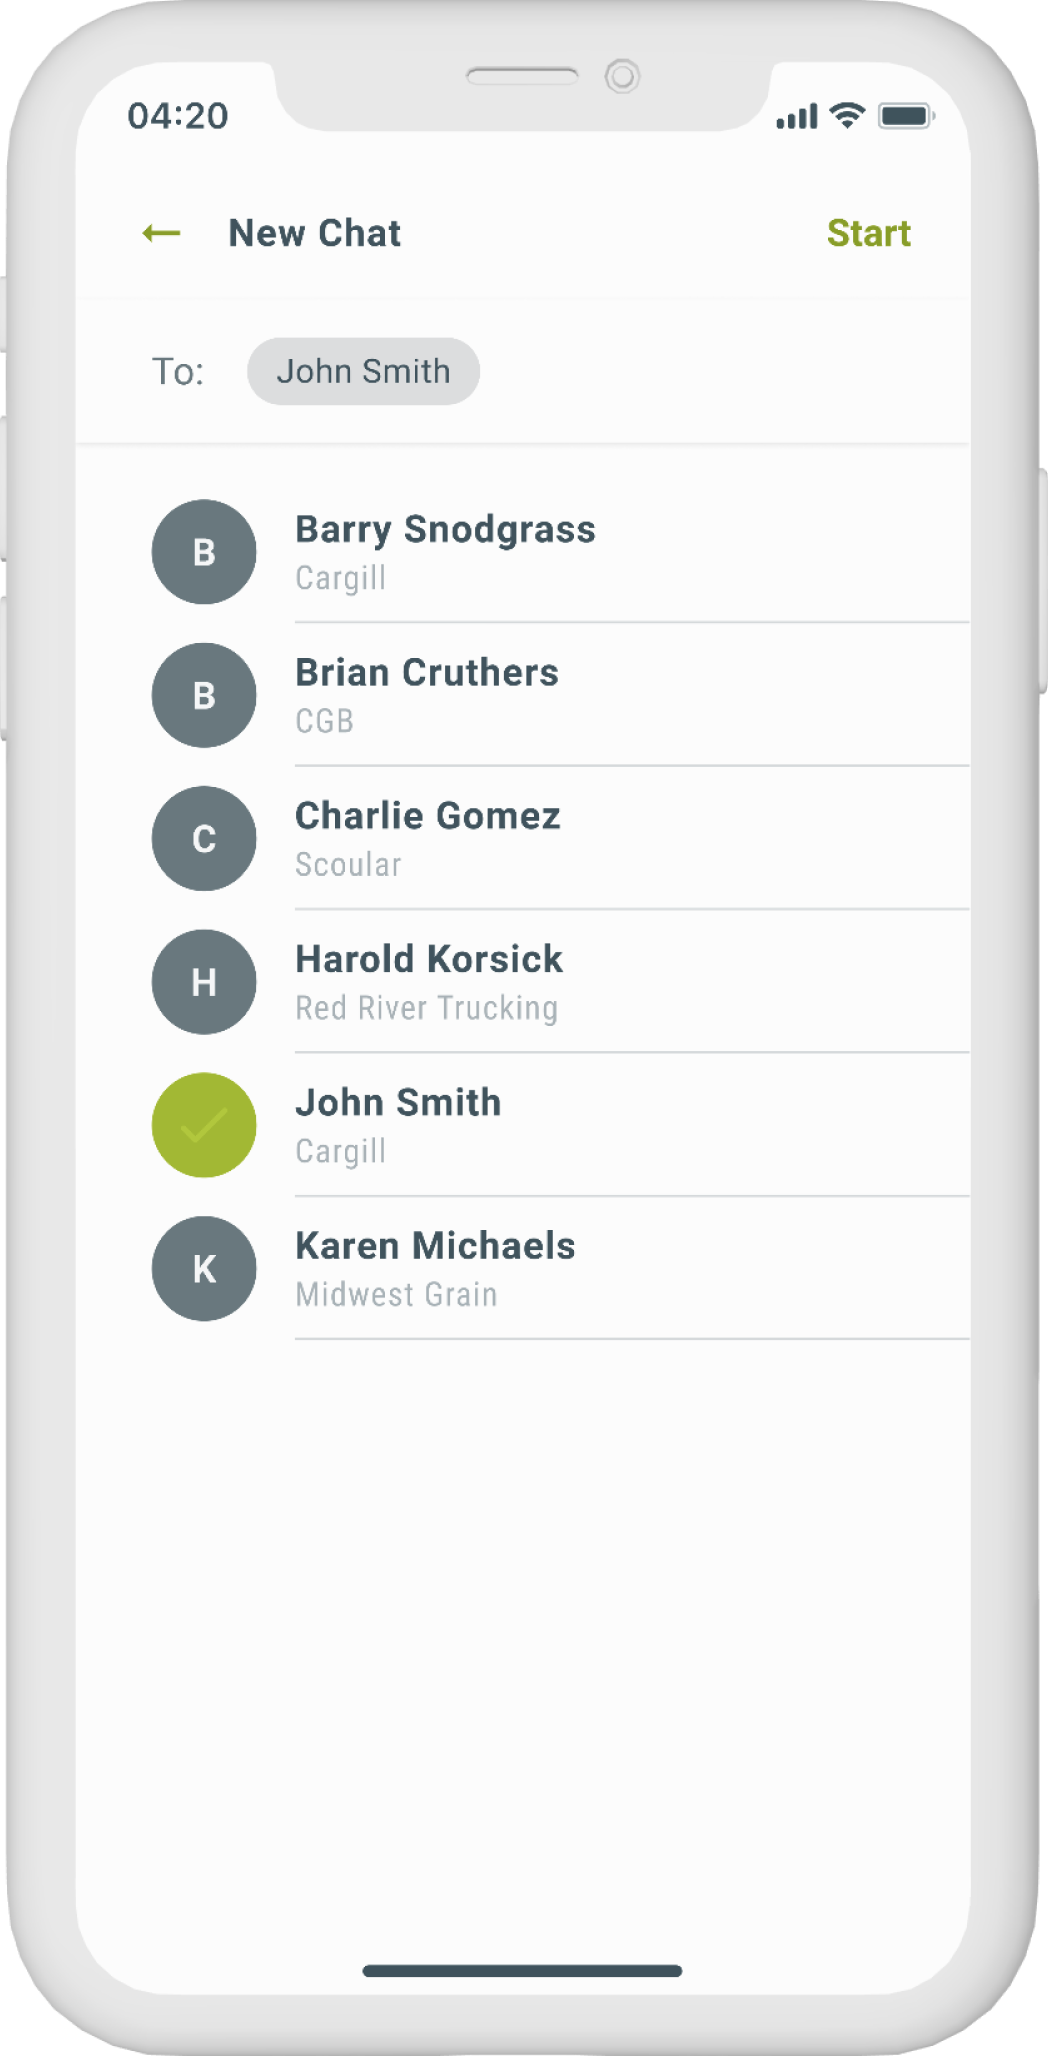 04:20
New Chat
Start
To:
John Smith
B
Barry Snodgrass
Cargill
B
Brian Cruthers
CGB
C
Charlie Gomez
Scoular
H
Harold Korsick
Red River Trucking
John Smith
Cargill
K
Karen Michaels
Midwest Grain